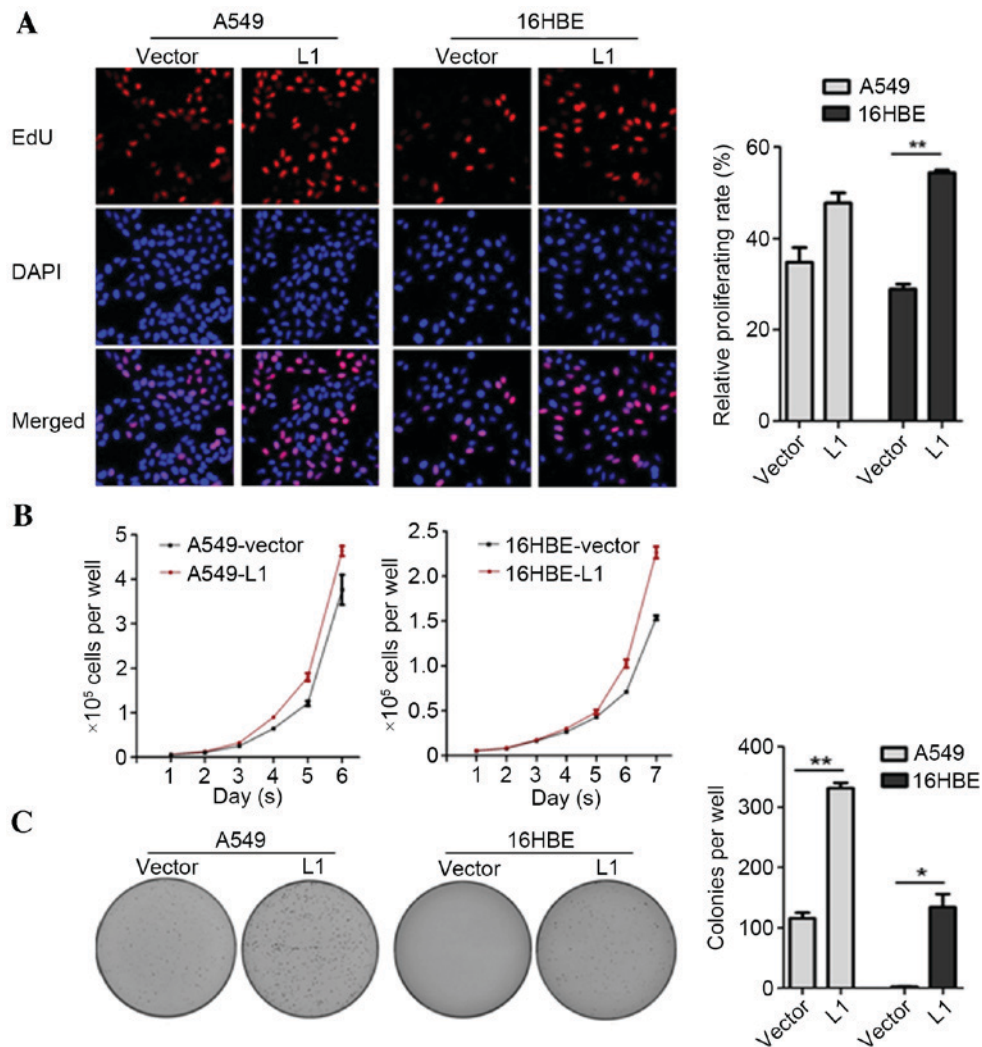 A
A549
16HBE
Vector
L1
Vector
L1
EdU
DAPI
Merged
A549
16HBE
Relative proliferating rate (%)
60
40
20
0
**
Vector
L1
Vector
L1
B
A549-vector
A549-L1
×10⁵ cells per well
5
4
3
2
1
0
1 2 3 4 5 6
Day (s)
16HBE-vector
16HBE-L1
×10⁵ cells per well
2.5
2.0
1.5
1.0
0.5
0
1 2 3 4 5 6 7
Day (s)
C
A549
16HBE
Vector
L1
Vector
L1
A549
16HBE
Colonies per well
400
300
200
100
0
**
*
Vector
L1
Vector
L1